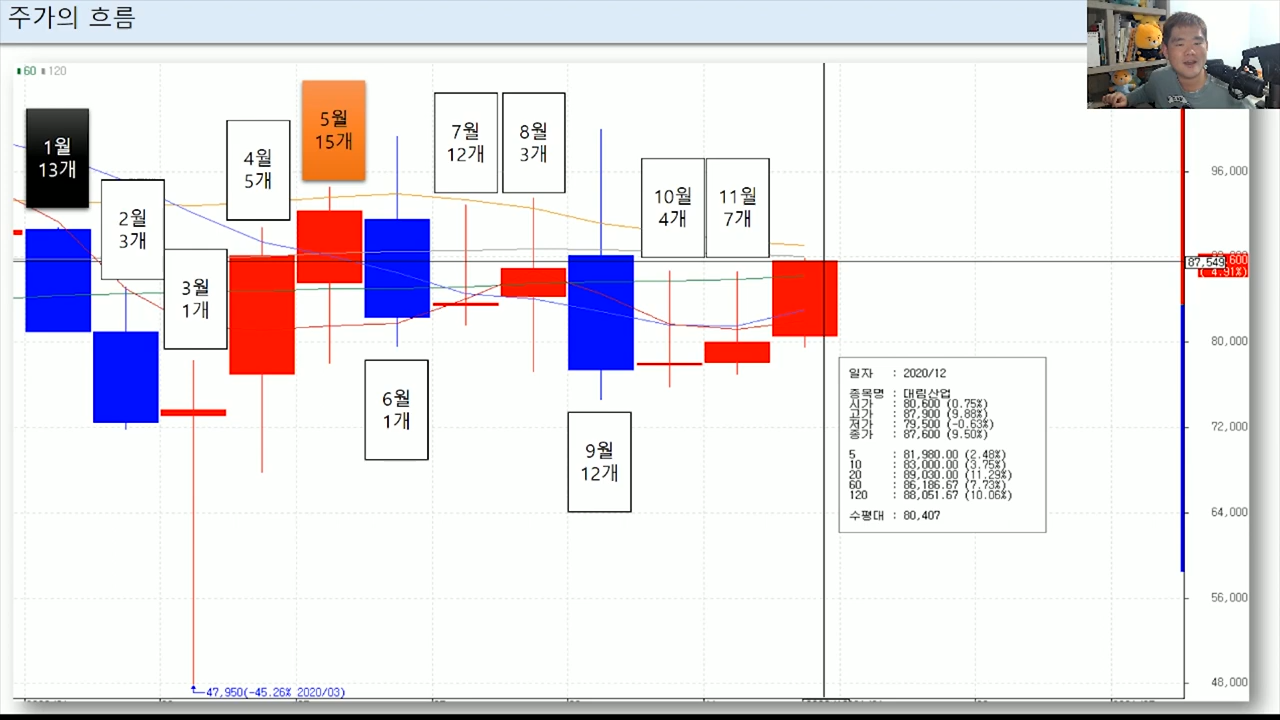 주가의 흐름
60 120
1월
13개
2월
3개
3월
1개
4월
5개
5월
15개
6월
1개
7월
12개
8월
3개
9월
12개
10월
4개
11월
7개
96,000
87,549
( 4.91%)
80,000
72,000
64,000
56,000
48,000
일자 : 2020/12
종목명 : 대림산업
시가 : 80,600 (0.75%)
고가 : 87,900 (9.88%)
저가 : 79,500 (-0.63%)
종가 : 87,600 (9.50%)
5 : 81,980.00 (2.48%)
10 : 83,000.00 (3.75%)
20 : 89,030.00 (11.29%)
60 : 86,186.67 (7.73%)
120 : 88,051.67 (10.06%)
수평대 : 80,407
47,950(-45.26% 2020/03)